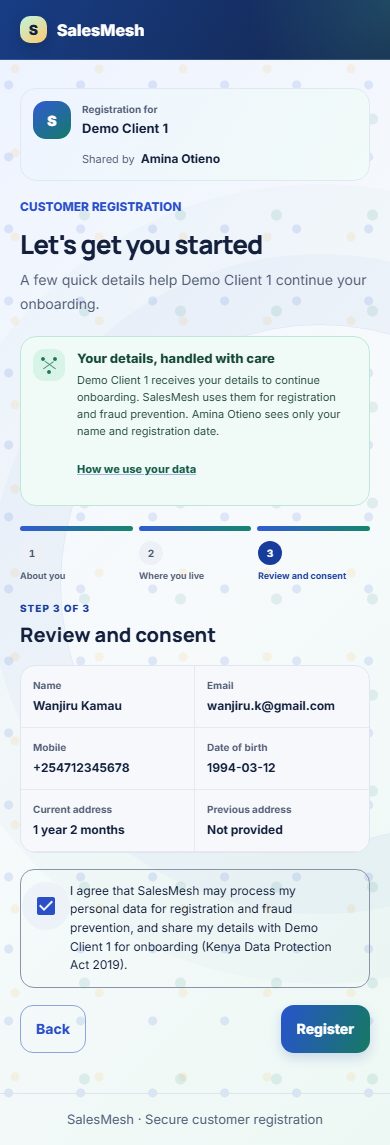 S SalesMesh
S
Registration for
Demo Client 1
Shared by Amina Otieno
CUSTOMER REGISTRATION
Let's get you started
A few quick details help Demo Client 1 continue your
onboarding.
Your details, handled with care
Demo Client 1 receives your details to continue
onboarding. SalesMesh uses them for registration
and fraud prevention. Amina Otieno sees only your
name and registration date.
How we use your data
1 2 3
About you Where you live Review and consent
STEP 3 OF 3
Review and consent
Name Email
Wanjiru Kamau wanjiru.k@gmail.com
Mobile Date of birth
+254712345678 1994-03-12
Current address Previous address
1 year 2 months Not provided
I agree that SalesMesh may process my
personal data for registration and fraud
prevention, and share my details with Demo
Client 1 for onboarding (Kenya Data Protection
Act 2019).
Back Register
SalesMesh · Secure customer registration